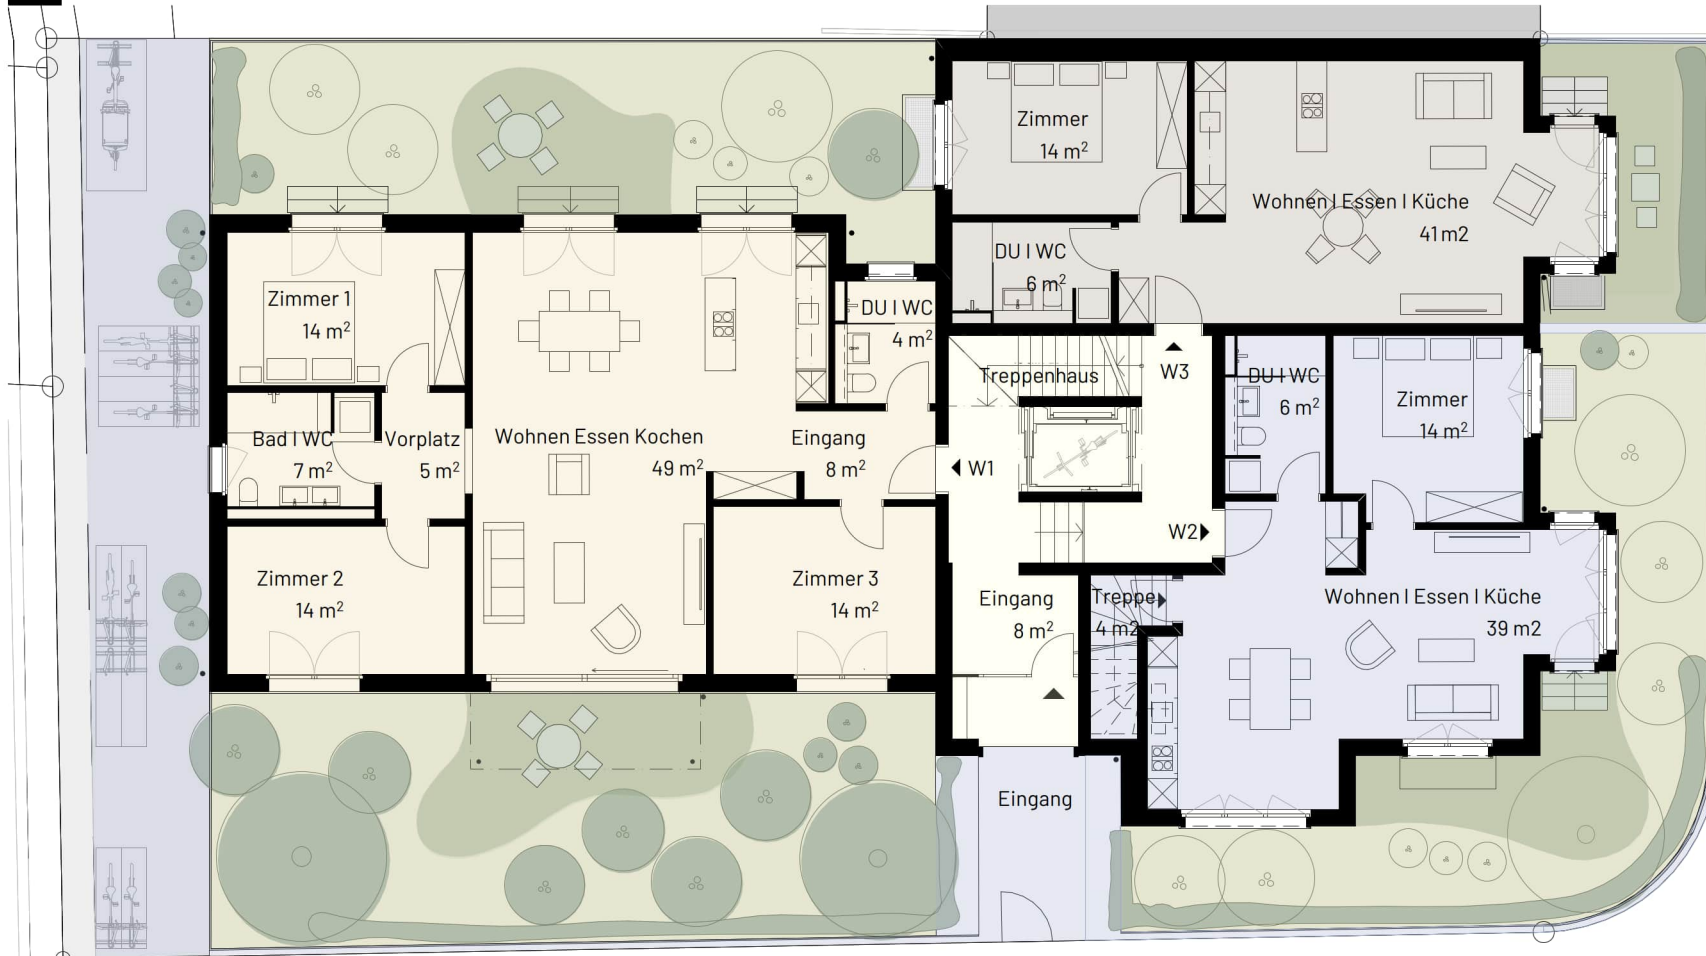 Zimmer
14 m²
Wohnen I Essen I Küche
41 m2
DU I WC
6 m²
Zimmer 1
14 m²
DU I WC
4 m²
Treppenhaus
W3
DU I WC
6 m²
Zimmer
14 m²
Bad I WC
7 m²
Vorplatz
5 m²
Wohnen Essen Kochen
49 m²
Eingang
8 m²
W1
W2
Zimmer 2
14 m²
Zimmer 3
14 m²
Eingang
8 m²
Treppe
4 m2
Wohnen I Essen I Küche
39 m2
Eingang